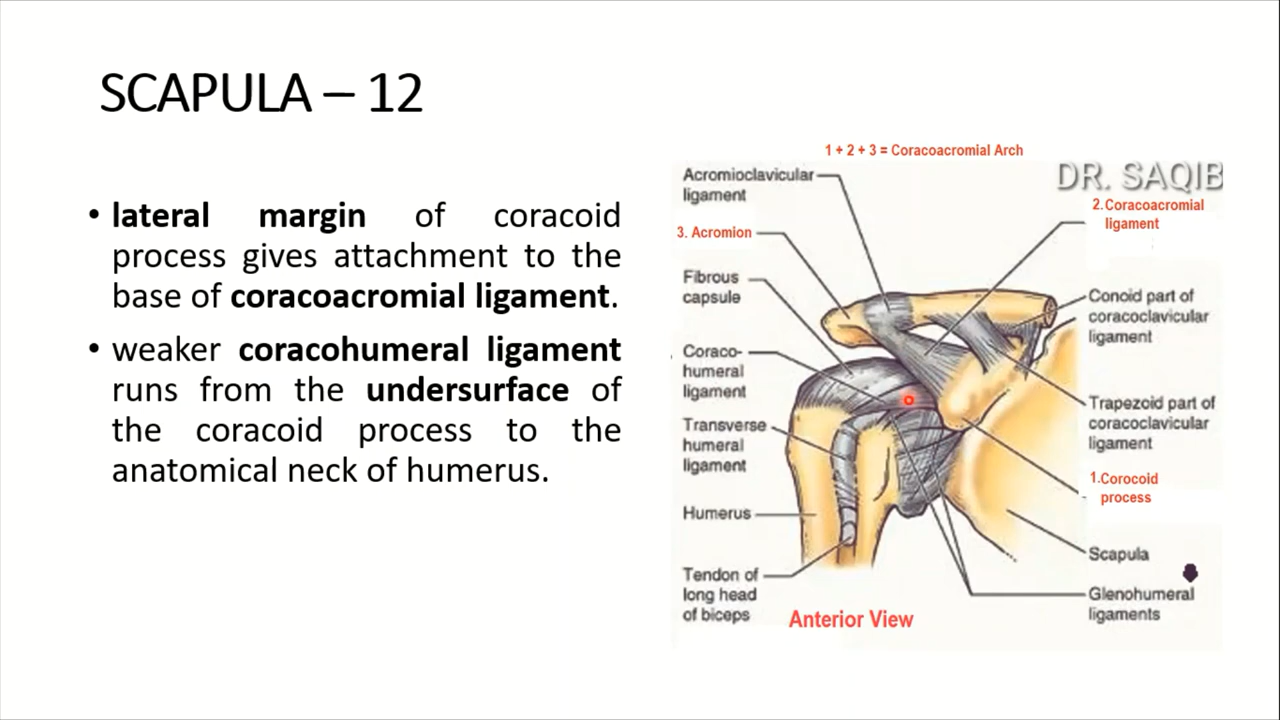 SCAPULA – 12
• lateral margin of coracoid
process gives attachment to the
base of coracoacromial ligament.
• weaker coracohumeral ligament
runs from the undersurface of
the coracoid process to the
anatomical neck of humerus.
1 + 2 + 3 = Coracoacromial Arch
DR. SAQIB
Acromioclavicular
ligament
3. Acromion
Fibrous
capsule
Coraco-
humeral
ligament
Transverse
humeral
ligament
Humerus
Tendon of
long head
of biceps
2.Coracoacromial
ligament
Conoid part of
coracoclavicular
ligament
Trapezoid part of
coracoclavicular
ligament
1.Corocoid
process
Scapula
Glenohumeral
ligaments
Anterior View